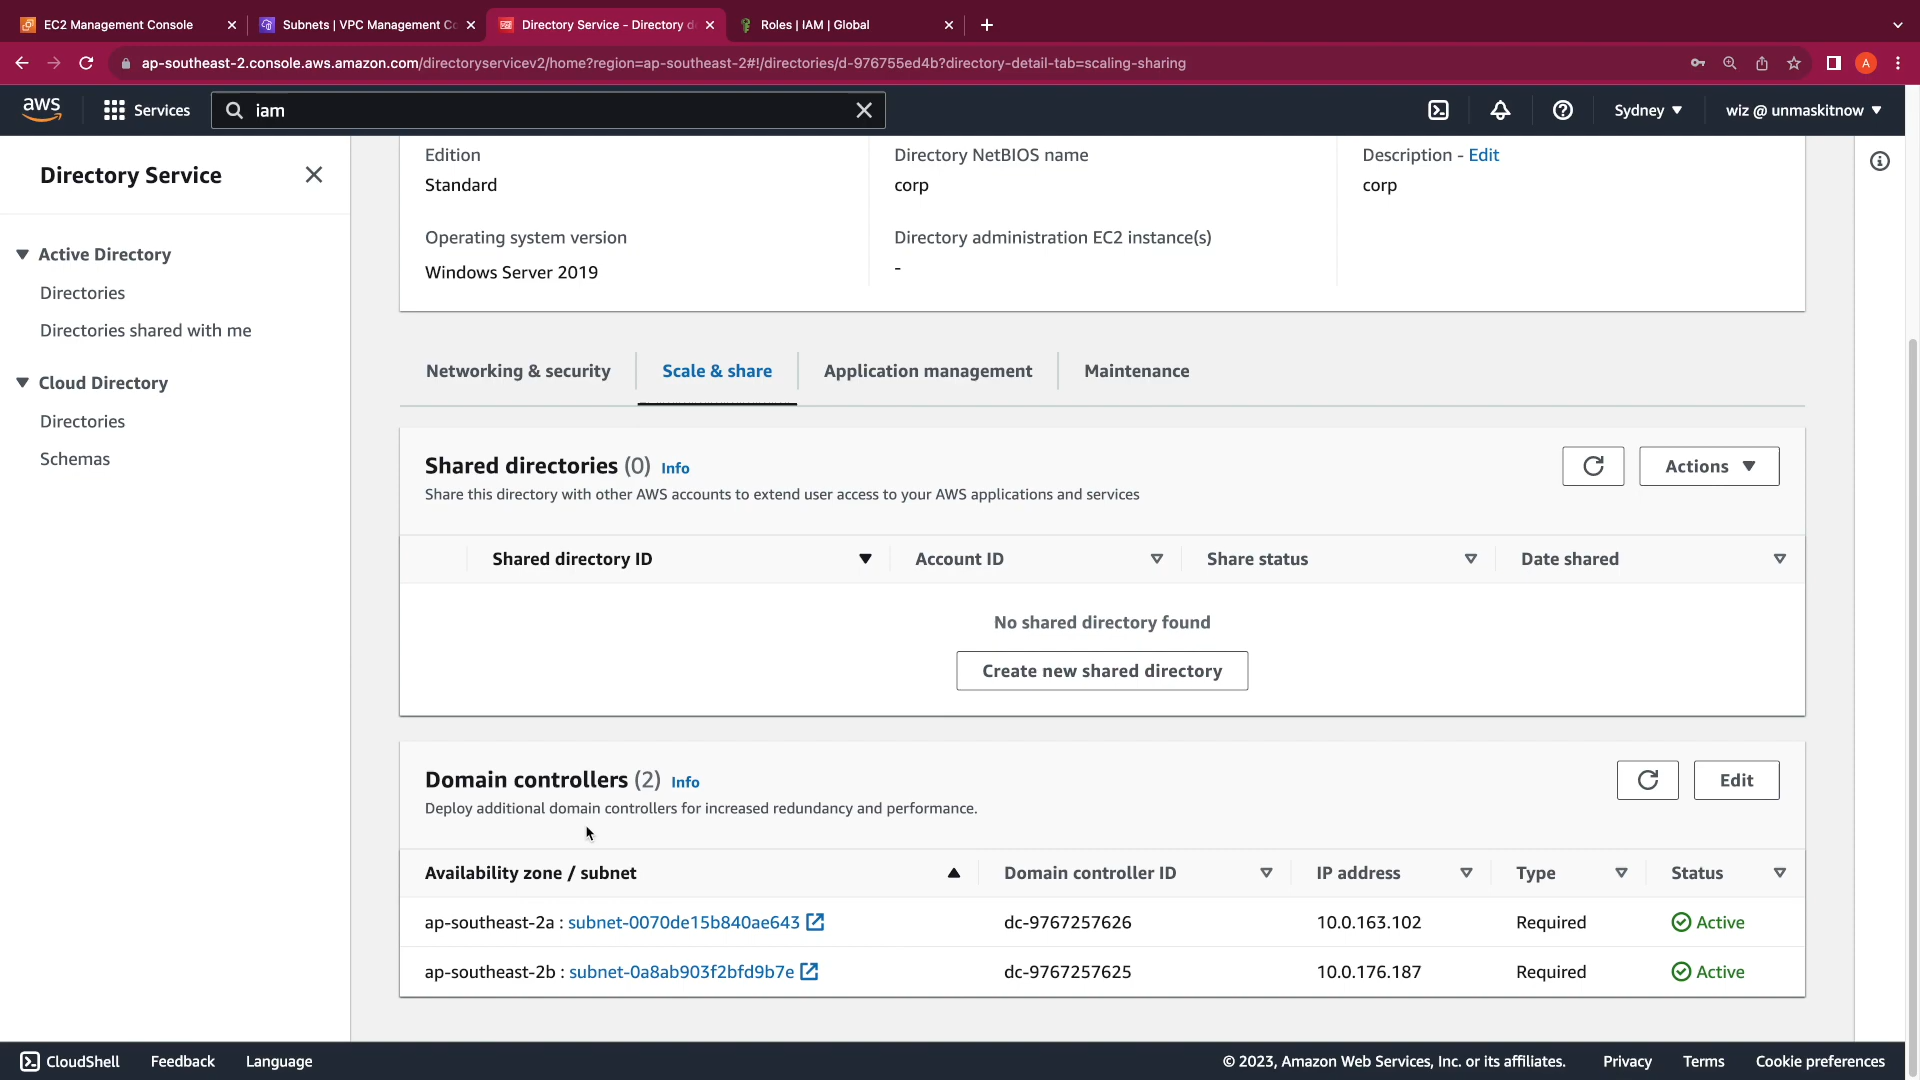 EC2 Management Console
Subnets | VPC Management Co
Directory Service - Directory d
Roles | IAM | Global
ap-southeast-2.console.aws.amazon.com/directoryservicev2/home?region=ap-southeast-2#!/directories/d-976755ed4b?directory-detail-tab=scaling-sharing
A
aws
Services
iam
Sydney
wiz @ unmaskitnow
Directory Service
Active Directory
Directories
Directories shared with me
Cloud Directory
Directories
Schemas
Edition
Standard
Directory NetBIOS name
corp
Description - Edit
corp
Operating system version
Windows Server 2019
Directory administration EC2 instance(s)
-
Networking & security
Scale & share
Application management
Maintenance
Shared directories (0) Info
Share this directory with other AWS accounts to extend user access to your AWS applications and services
Actions
Shared directory ID
Account ID
Share status
Date shared
No shared directory found
Create new shared directory
Domain controllers (2) Info
Deploy additional domain controllers for increased redundancy and performance.
Edit
Availability zone / subnet
Domain controller ID
IP address
Type
Status
ap-southeast-2a : subnet-0070de15b840ae643
dc-9767257626
10.0.163.102
Required
Active
ap-southeast-2b : subnet-0a8ab903f2bfd9b7e
dc-9767257625
10.0.176.187
Required
Active
CloudShell
Feedback
Language
© 2023, Amazon Web Services, Inc. or its affiliates.
Privacy
Terms
Cookie preferences